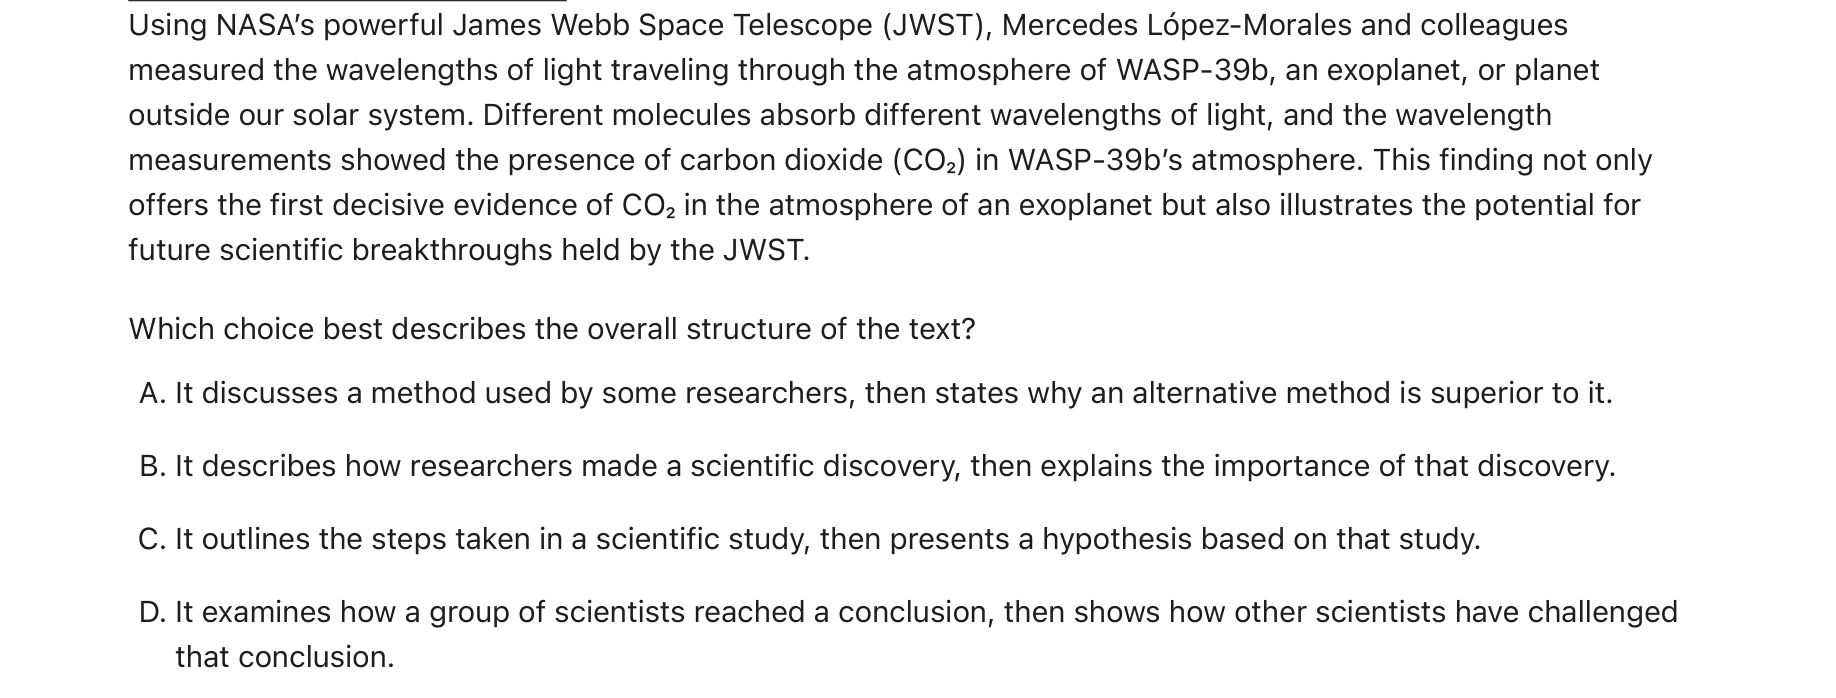 Using NASA’s powerful James Webb Space Telescope (JWST), Mercedes López-Morales and colleagues
measured the wavelengths of light traveling through the atmosphere of WASP-39b, an exoplanet, or planet
outside our solar system. Different molecules absorb different wavelengths of light, and the wavelength
measurements showed the presence of carbon dioxide (CO₂) in WASP-39b’s atmosphere. This finding not only
offers the first decisive evidence of CO₂ in the atmosphere of an exoplanet but also illustrates the potential for
future scientific breakthroughs held by the JWST.
Which choice best describes the overall structure of the text?
A. It discusses a method used by some researchers, then states why an alternative method is superior to it.
B. It describes how researchers made a scientific discovery, then explains the importance of that discovery.
C. It outlines the steps taken in a scientific study, then presents a hypothesis based on that study.
D. It examines how a group of scientists reached a conclusion, then shows how other scientists have challenged
that conclusion.